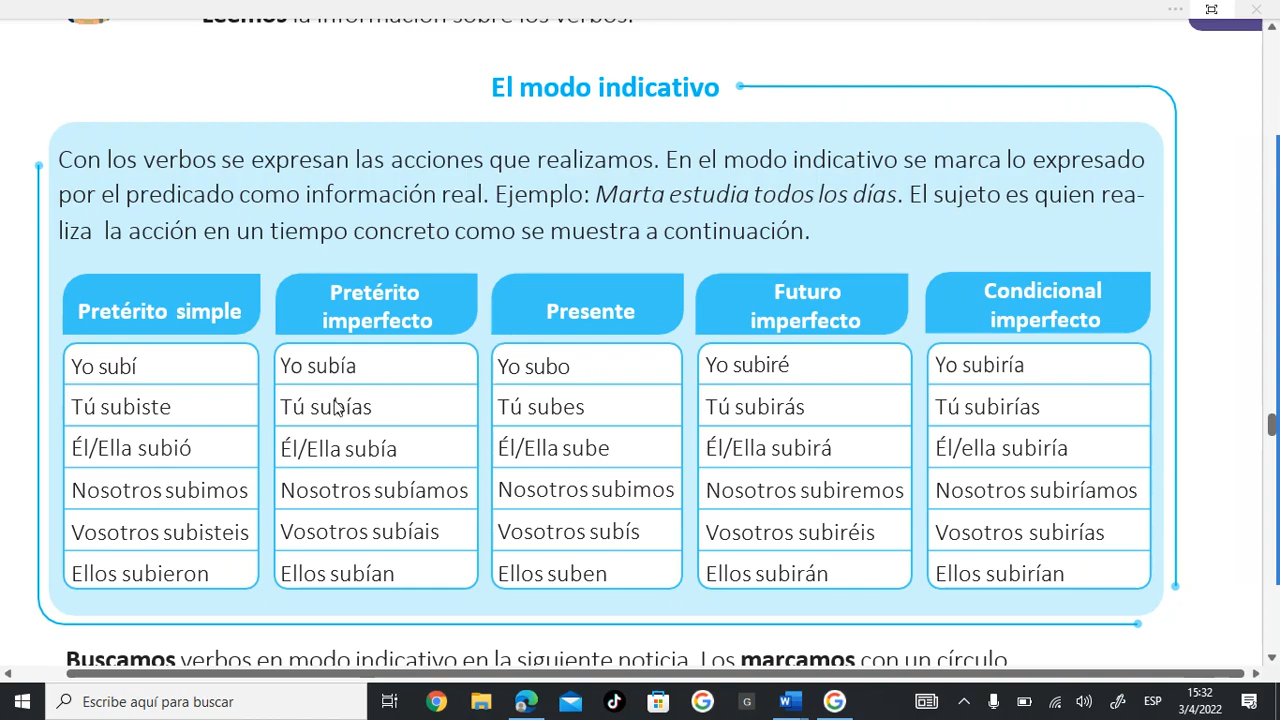 Leemos la información sobre los verbos.
El modo indicativo
Con los verbos se expresan las acciones que realizamos. En el modo indicativo se marca lo expresado
por el predicado como información real. Ejemplo: Marta estudia todos los días. El sujeto es quien rea-
liza la acción en un tiempo concreto como se muestra a continuación.
Pretérito simple
Yo subí
Tú subiste
Él/Ella subió
Nosotros subimos
Vosotros subisteis
Ellos subieron
Pretérito
imperfecto
Yo subía
Tú subías
Él/Ella subía
Nosotros subíamos
Vosotros subíais
Ellos subían
Presente
Yo subo
Tú subes
Él/Ella sube
Nosotros subimos
Vosotros subís
Ellos suben
Futuro
imperfecto
Yo subiré
Tú subirás
Él/Ella subirá
Nosotros subiremos
Vosotros subiréis
Ellos subirán
Condicional
imperfecto
Yo subiría
Tú subirías
Él/ella subiría
Nosotros subiríamos
Vosotros subirías
Ellos subirían
Buscamos verbos en modo indicativo en la siguiente noticia. Los marcamos con un círculo
Escribe aquí para buscar
G
ESP
15:32
3/4/2022